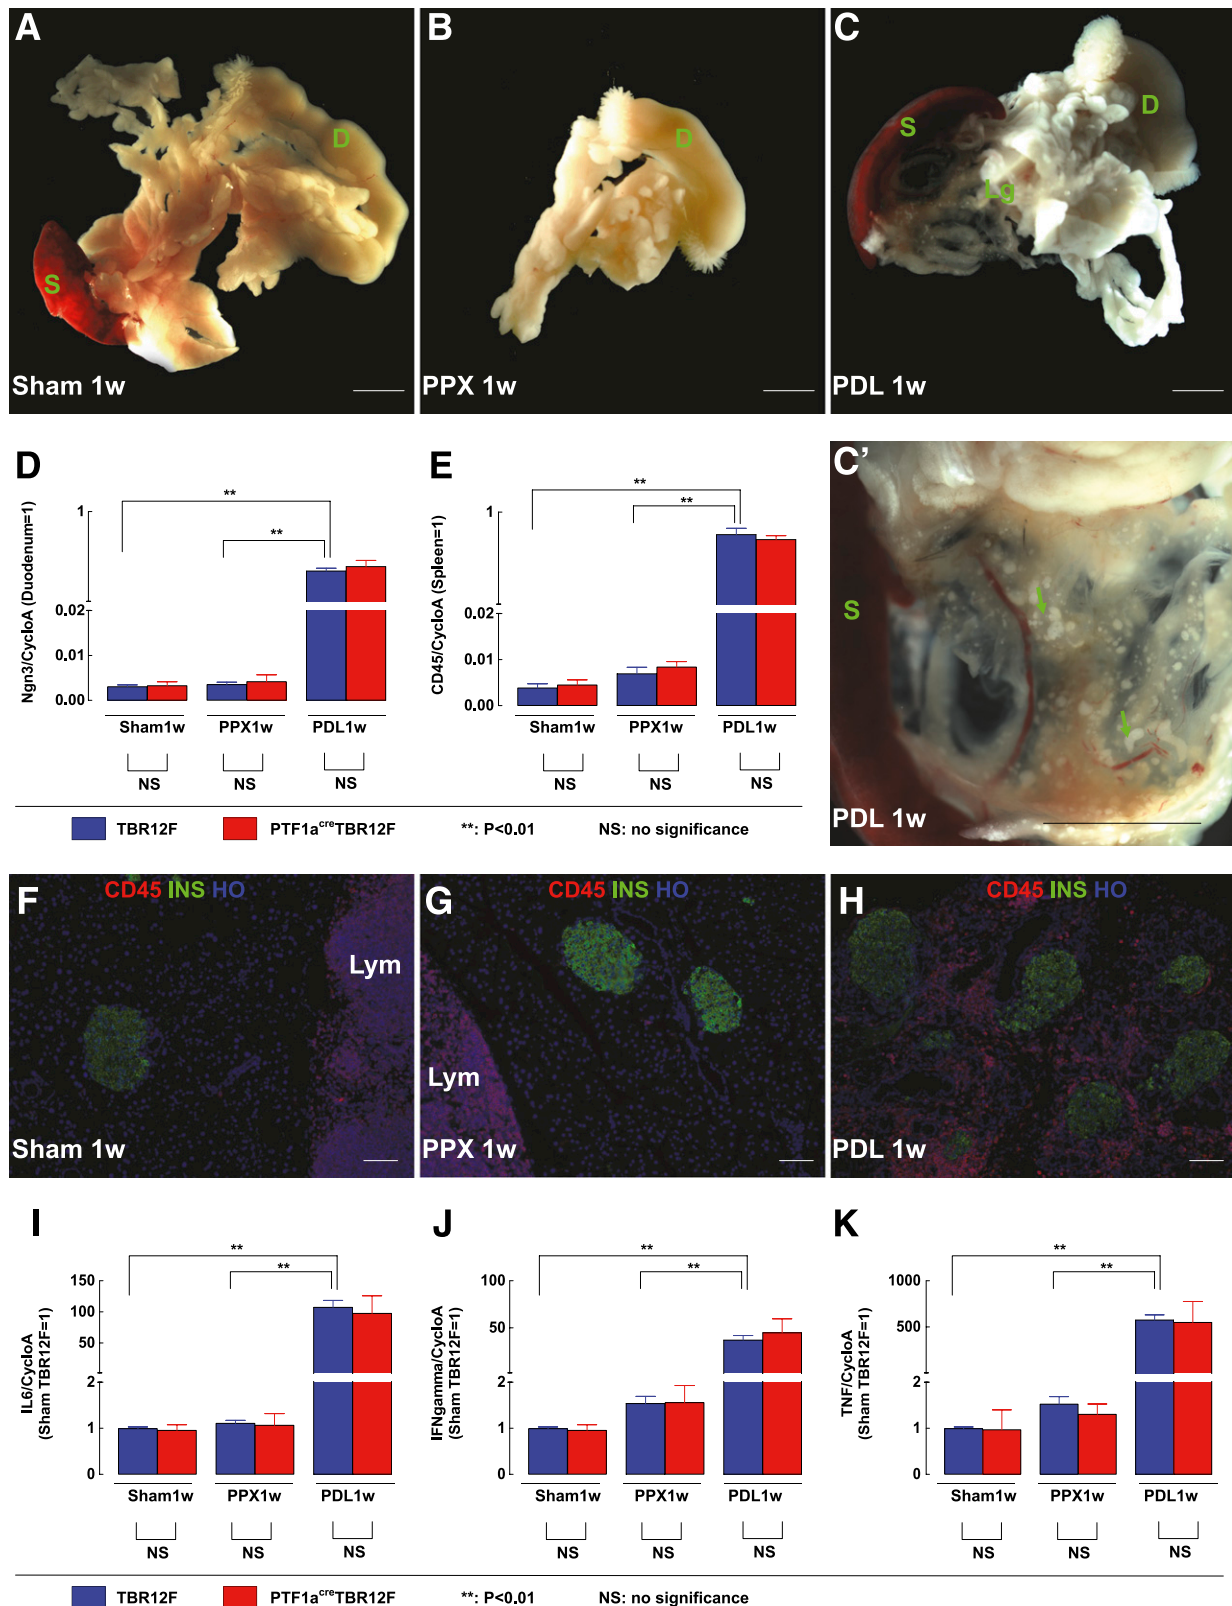 A
D
S
Sham 1w
B
D
PPX 1w
C
S
D
Lg
PDL 1w
D
Ngn3/CycloA (Duodenum=1)
**
**
1
0.02
0.01
0.00
Sham1w PPX1w PDL1w
NS NS NS
E
CD45/CycloA (Spleen=1)
**
**
1
0.02
0.01
0.00
Sham1w PPX1w PDL1w
NS NS NS
TBR12F PTF1acreTBR12F **: P<0.01 NS: no significance
C'
S
PDL 1w
CD45 INS HO
F
Lym
Sham 1w
CD45 INS HO
G
Lym
PPX 1w
CD45 INS HO
H
PDL 1w
I
IL6/CycloA
(Sham TBR12F=1)
**
**
150
100
50
2
1
0
Sham1w PPX1w PDL1w
NS NS NS
J
IFNgamma/CycloA
(Sham TBR12F=1)
**
**
100
50
2
1
0
Sham1w PPX1w PDL1w
NS NS NS
K
TNF/CycloA
(Sham TBR12F=1)
**
**
1000
500
2
1
0
Sham1w PPX1w PDL1w
NS NS NS
TBR12F PTF1acreTBR12F **: P<0.01 NS: no significance